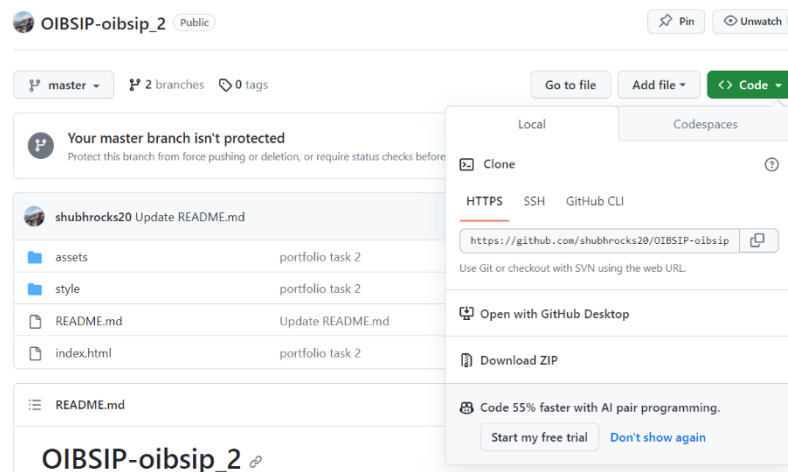 OIBSIP-oibsip_2 Public
Pin
Unwatch
master
2 branches
0 tags
Go to file
Add file
<> Code
Your master branch isn't protected
Protect this branch from force pushing or deletion, or require status checks before
Local
Codespaces
Clone
HTTPS SSH GitHub CLI
https://github.com/shubhrocks20/OIBSIP-oibsip
Use Git or checkout with SVN using the web URL.
Open with GitHub Desktop
Download ZIP
Code 55% faster with AI pair programming.
Start my free trial Don't show again
shubhrocks20 Update README.md
assets portfolio task 2
style portfolio task 2
README.md Update README.md
index.html portfolio task 2
README.md
OIBSIP-oibsip_2